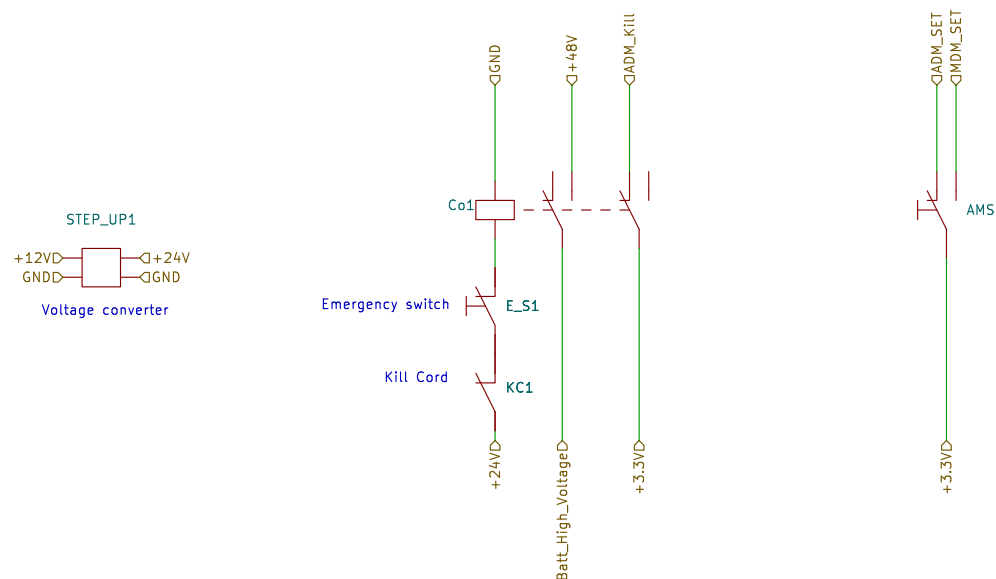 GND
+48V
ADM_Kill
ADM_SET
MDM_SET
Co1
AMS
STEP_UP1
+12V
+24V
GND
GND
Voltage converter
Emergency switch
E_S1
Kill Cord
KC1
+24V
Batt_High_Voltage
+3.3V
+3.3V